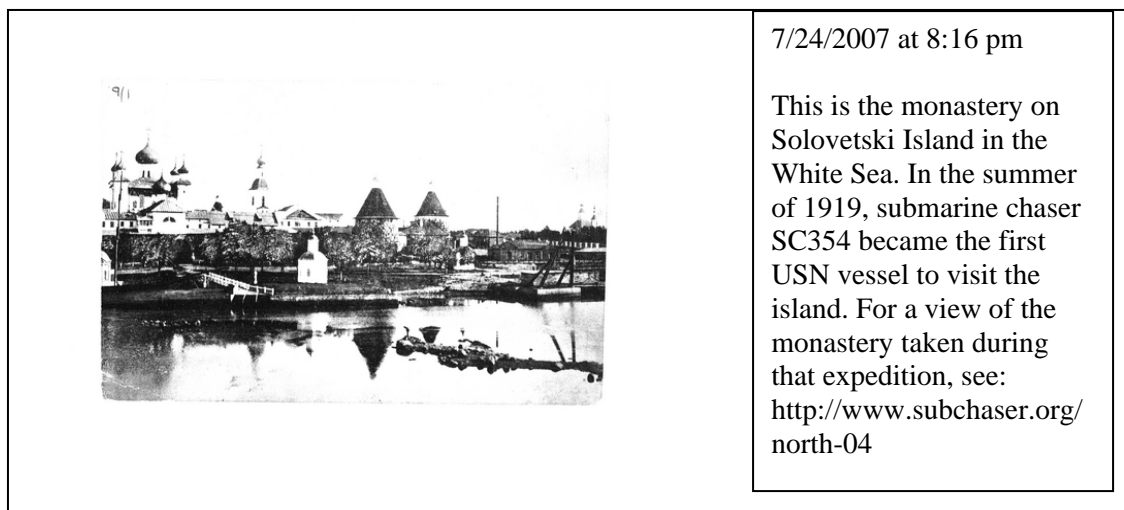 9/1
7/24/2007 at 8:16 pm
This is the monastery on
Solovetski Island in the
White Sea. In the summer
of 1919, submarine chaser
SC354 became the first
USN vessel to visit the
island. For a view of the
monastery taken during
that expedition, see:
http://www.subchaser.org/
north-04